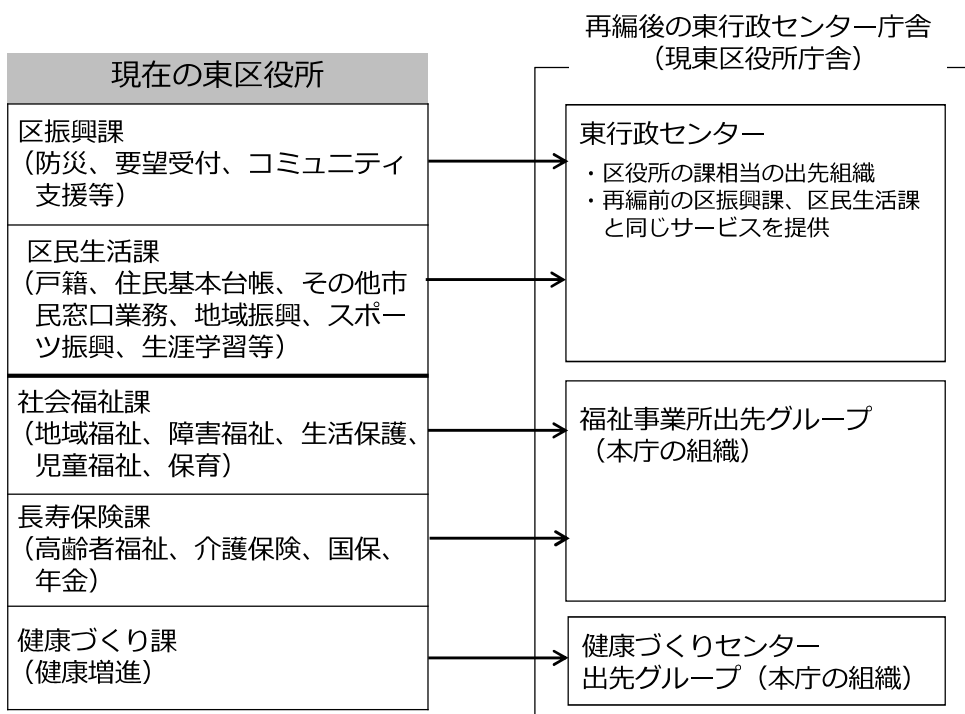 再編後の東行政センター庁舎
（現東区役所庁舎）
現在の東区役所
区振興課
（防災、要望受付、コミュニティ
支援等）
区民生活課
（戸籍、住民基本台帳、その他市
民窓口業務、地域振興、スポー
ツ振興、生涯学習等）
社会福祉課
（地域福祉、障害福祉、生活保護、
児童福祉、保育）
長寿保険課
（高齢者福祉、介護保険、国保、
年金）
健康づくり課
（健康増進）
東行政センター
・区役所の課相当の出先組織
・再編前の区振興課、区民生活課
と同じサービスを提供
福祉事業所出先グループ
（本庁の組織）
健康づくりセンター
出先グループ（本庁の組織）